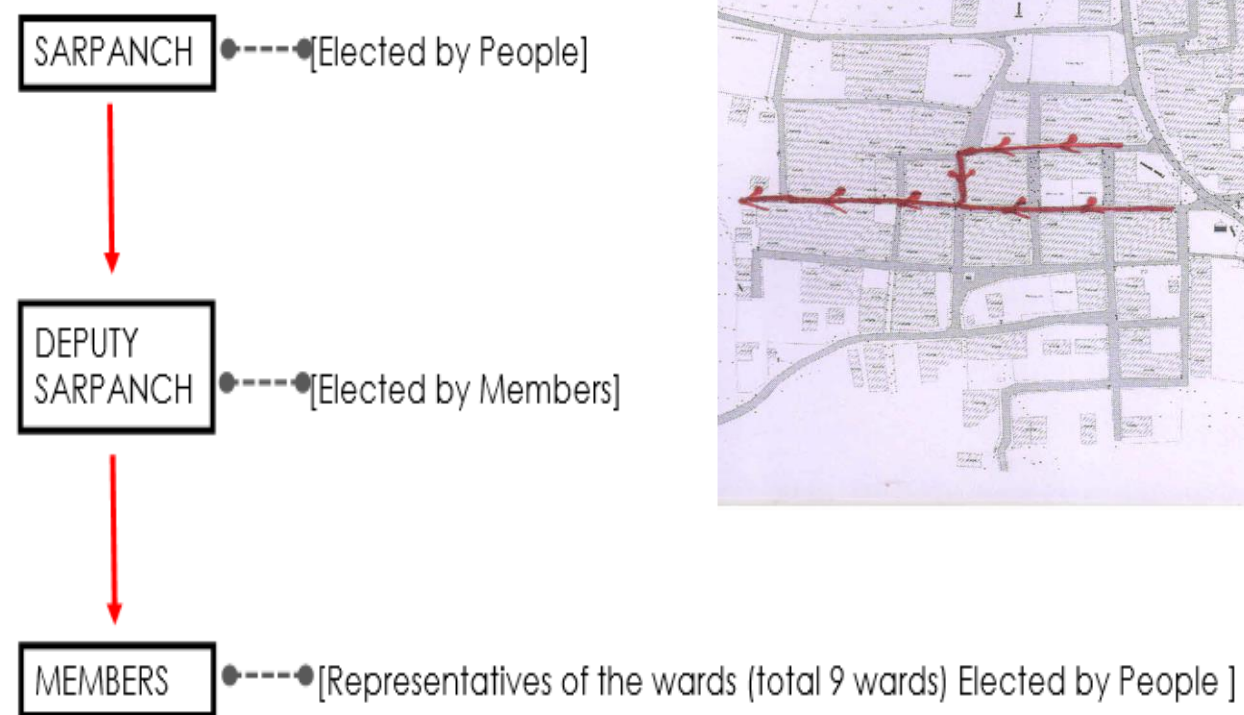 SARPANCH
[Elected by People]
DEPUTY
SARPANCH
[Elected by Members]
MEMBERS
[Representatives of the wards (total 9 wards) Elected by People ]